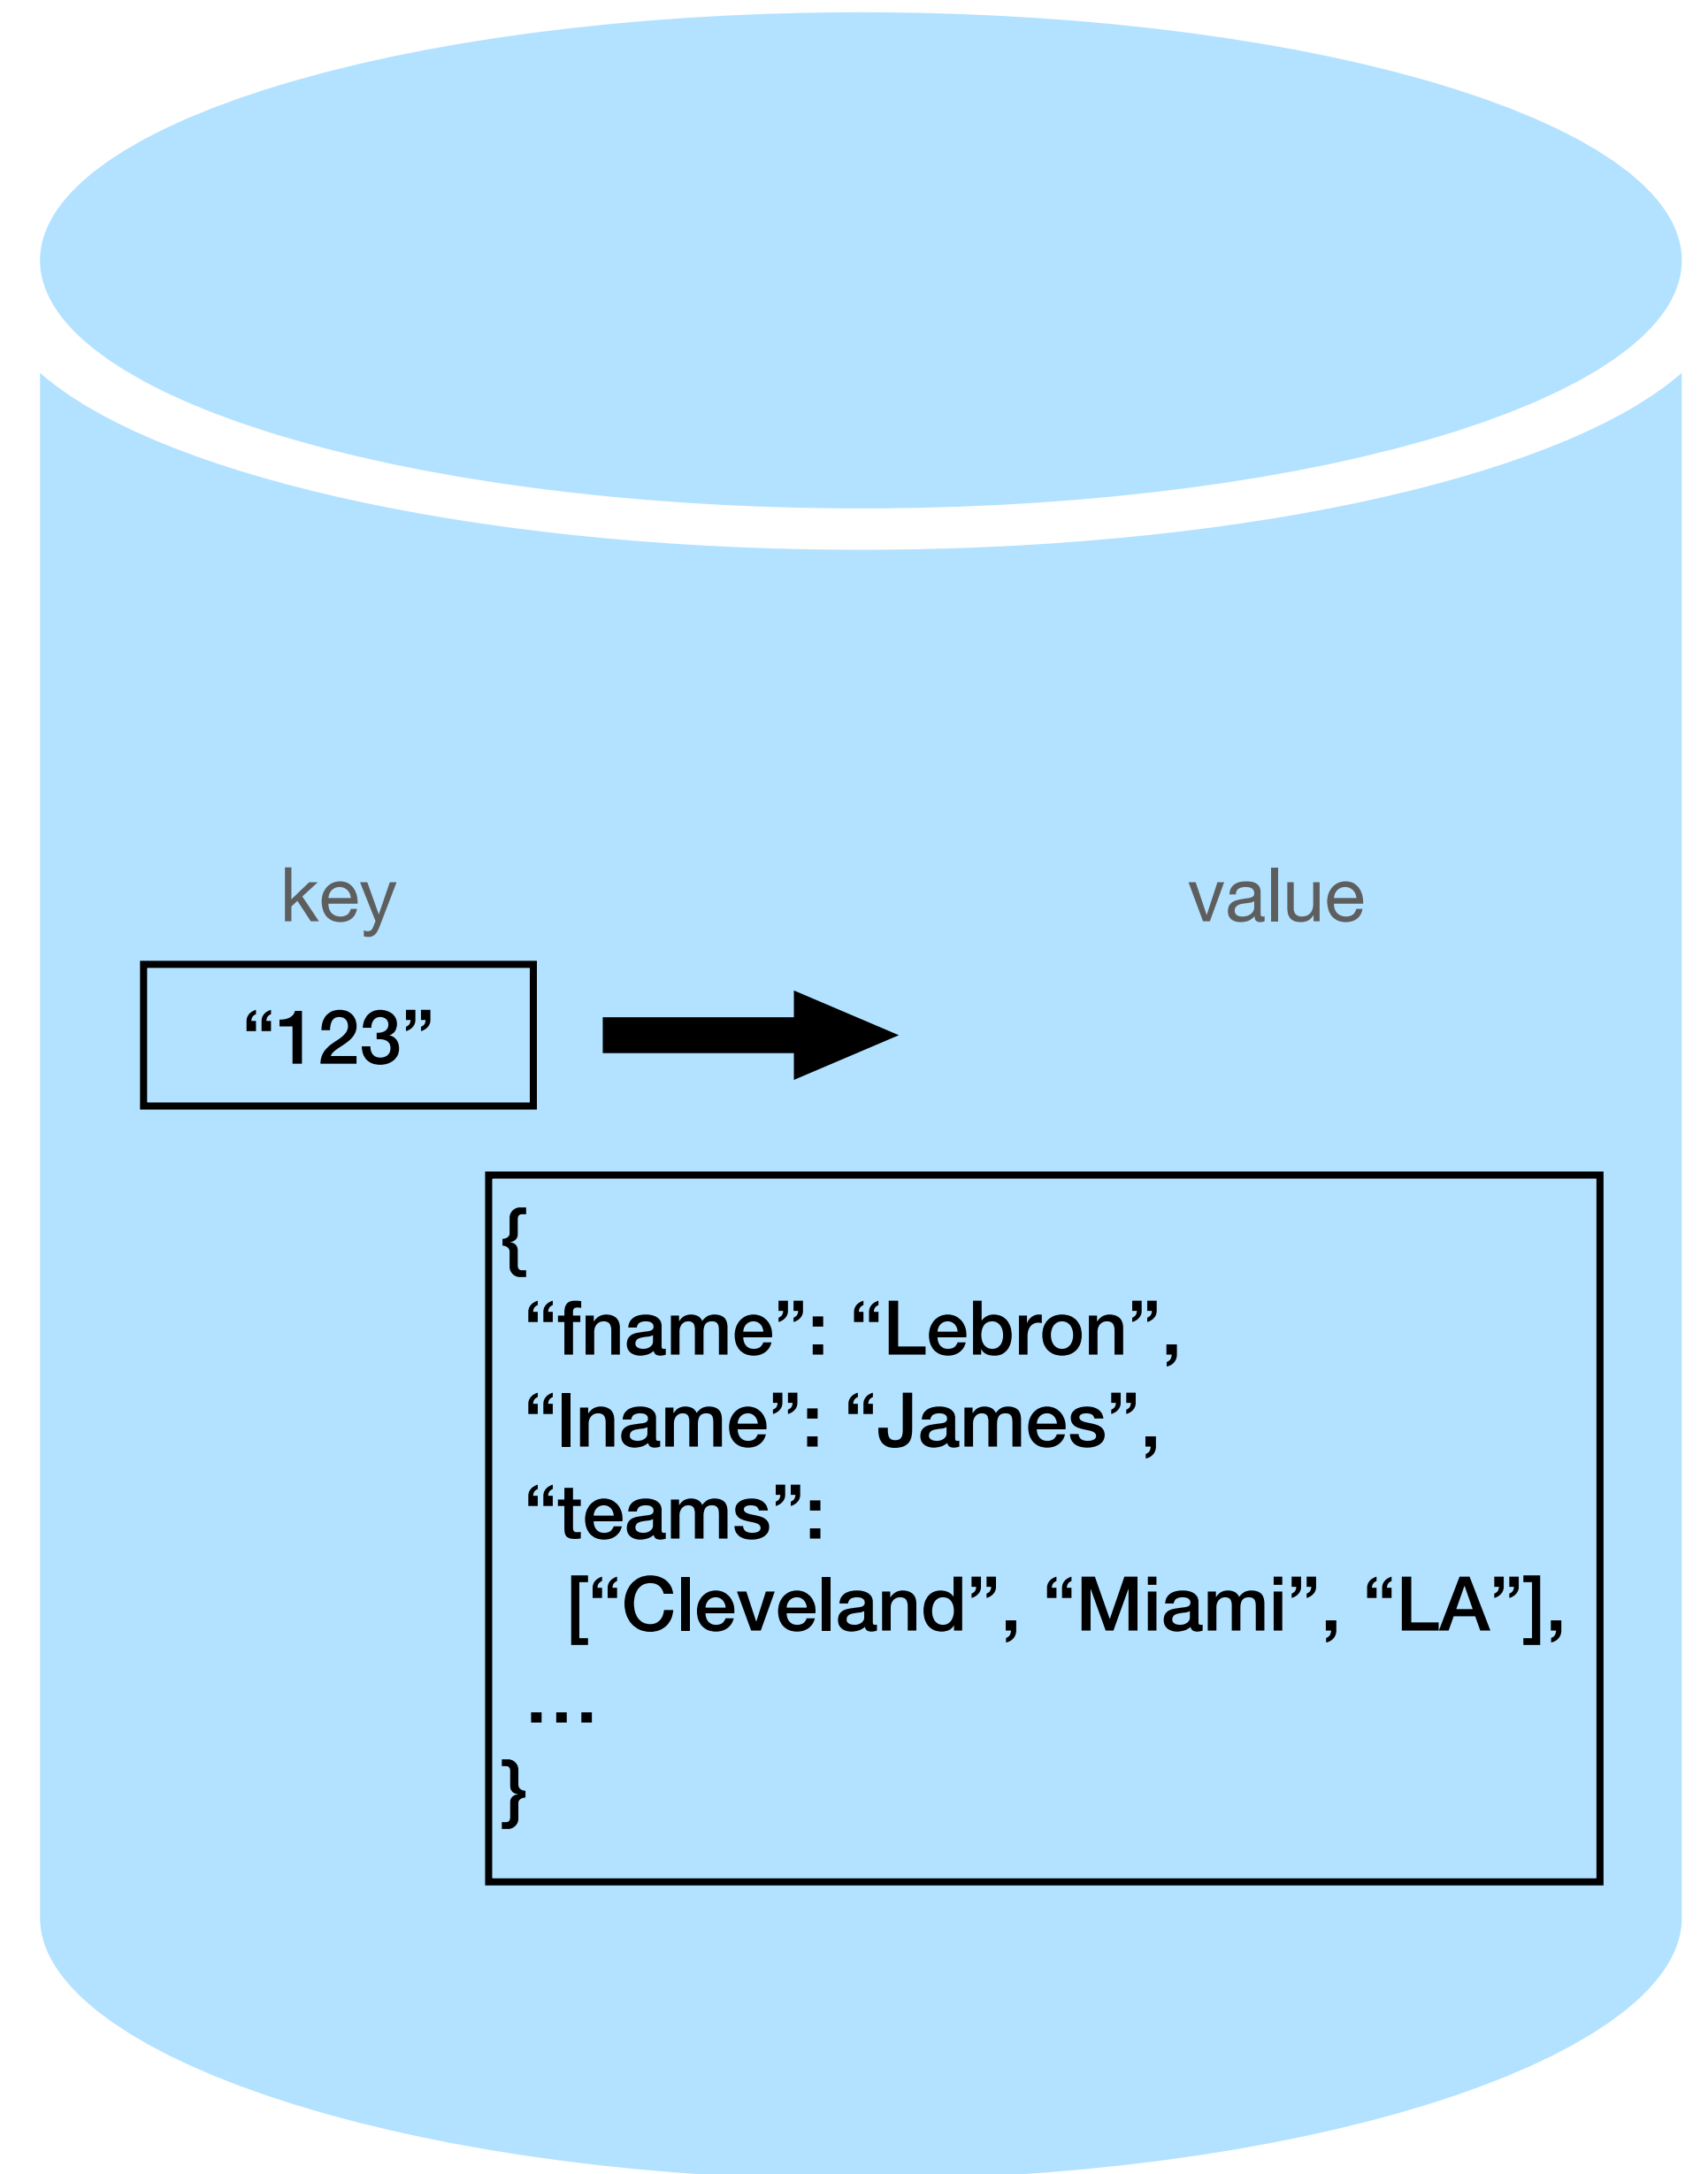 key
value
“123”
{
“fname”: “Lebron”,
“lname”: “James”,
“teams”:
[“Cleveland”, “Miami”, “LA”],
…
}